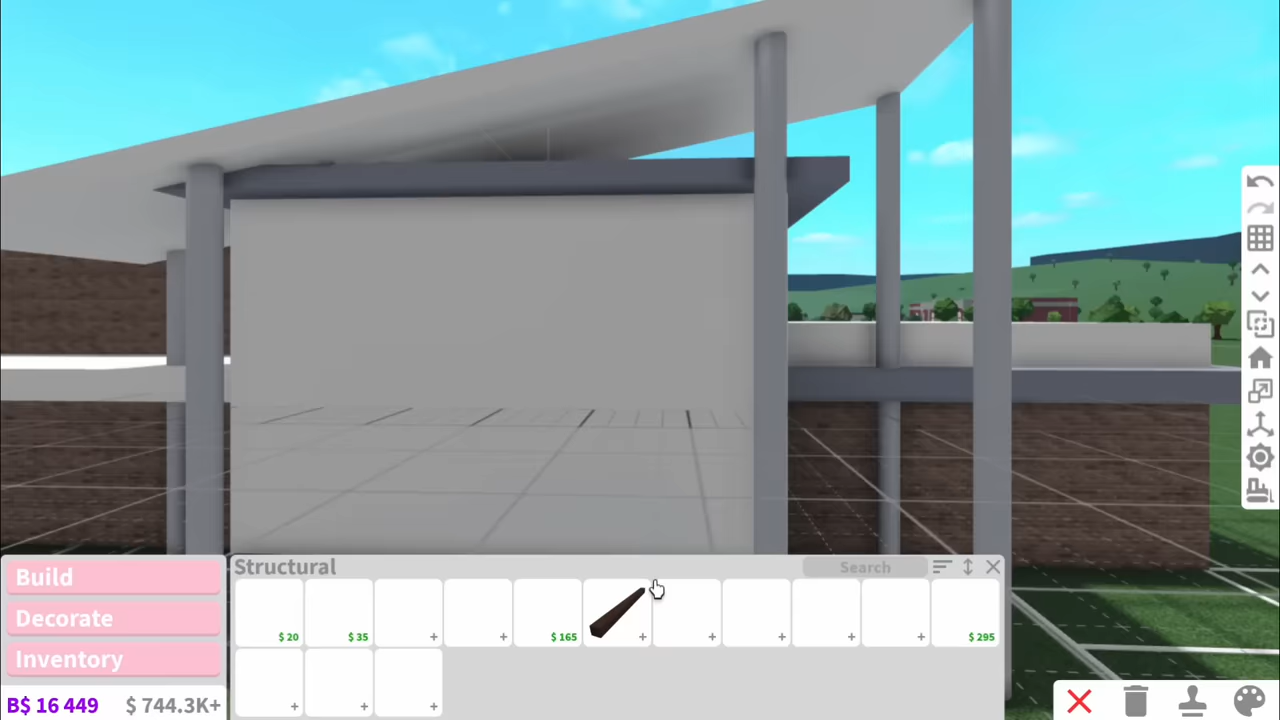 Build
Decorate
Inventory
B$ 16 449 $ 744.3K+
Structural
Search
$ 20 $ 35 + + $ 165 + + + + + $ 295
+ + +